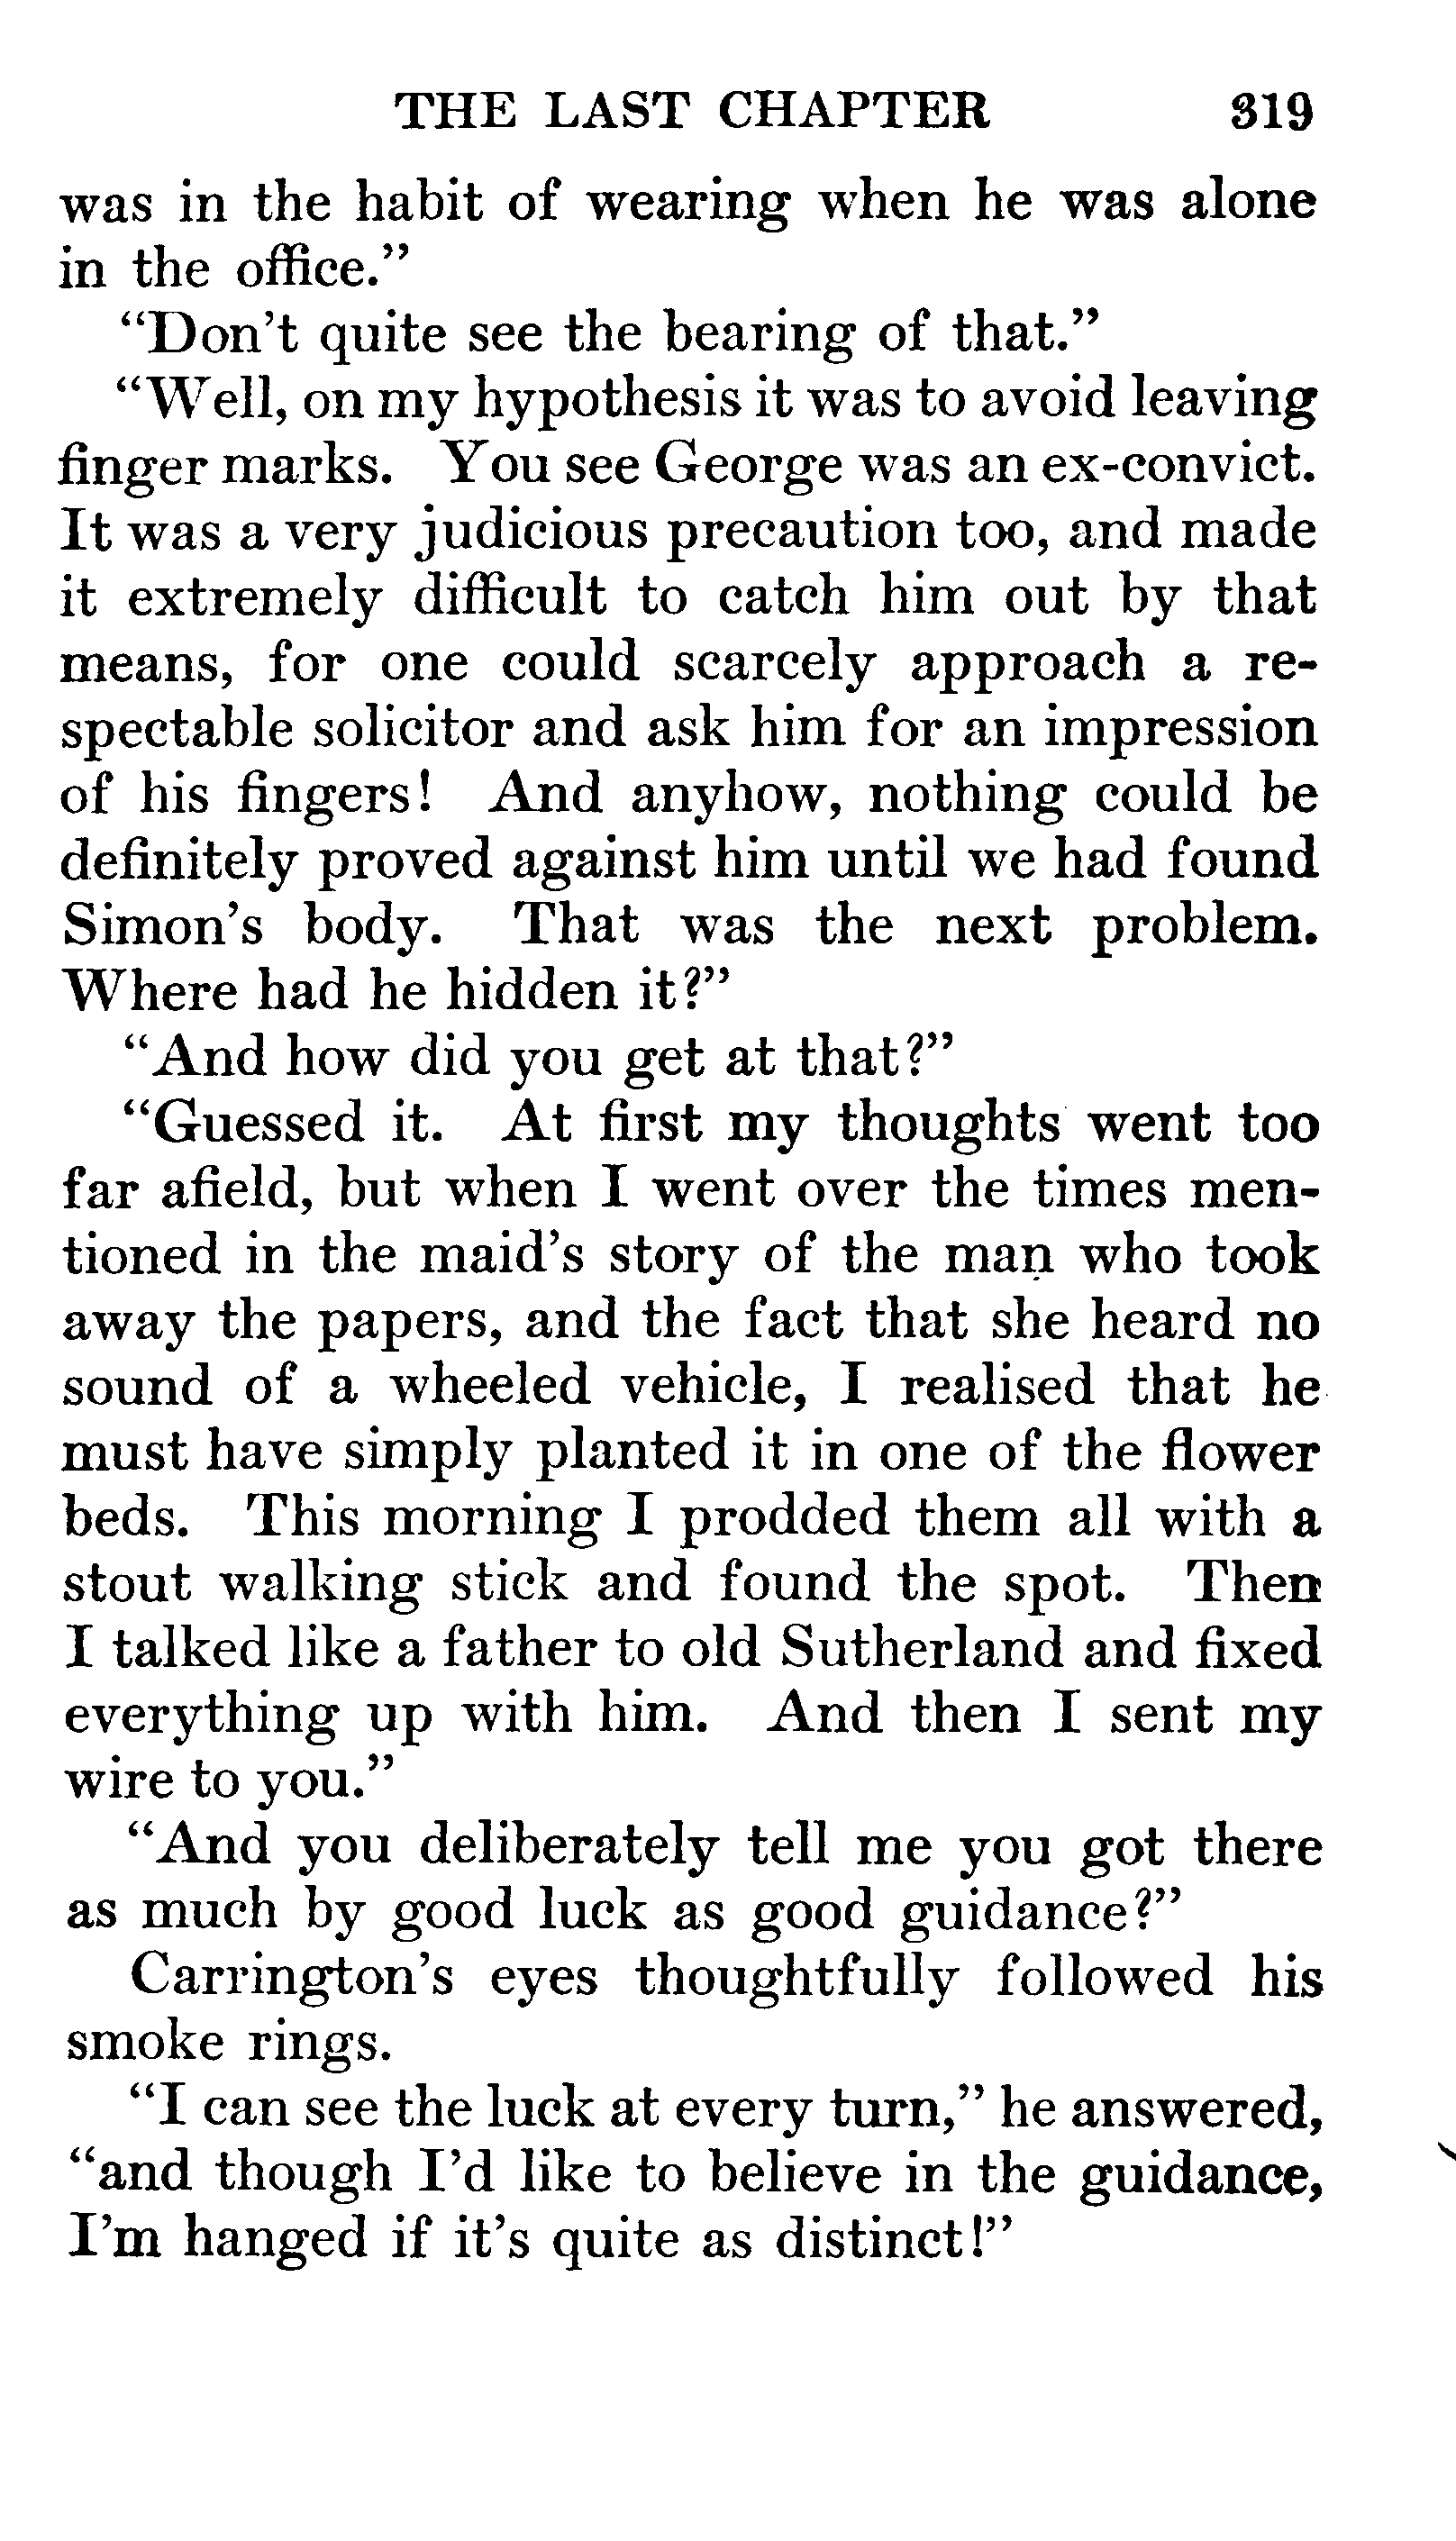 THE LAST CHAPTER 319
was in the habit of wearing when he was alone
in the office."
"Don't quite see the bearing of that."
"Well, on my hypothesis it was to avoid leaving
finger marks. You see George was an ex-convict.
It was a very judicious precaution too, and made
it extremely difficult to catch him out by that
means, for one could scarcely approach a re-
spectable solicitor and ask him for an impression
of his fingers! And anyhow, nothing could be
definitely proved against him until we had found
Simon's body. That was the next problem.
Where had he hidden it?"
"And how did you get at that?"
"Guessed it. At first my thoughts went too
far afield, but when I went over the times men-
tioned in the maid's story of the man who took
away the papers, and the fact that she heard no
sound of a wheeled vehicle, I realised that he
must have simply planted it in one of the flower
beds. This morning I prodded them all with a
stout walking stick and found the spot. Then
I talked like a father to old Sutherland and fixed
everything up with him. And then I sent my
wire to you."
"And you deliberately tell me you got there
as much by good luck as good guidance?"
Carrington's eyes thoughtfully followed his
smoke rings.
"I can see the luck at every turn," he answered,
"and though I'd like to believe in the guidance,
I'm hanged if it's quite as distinct!"